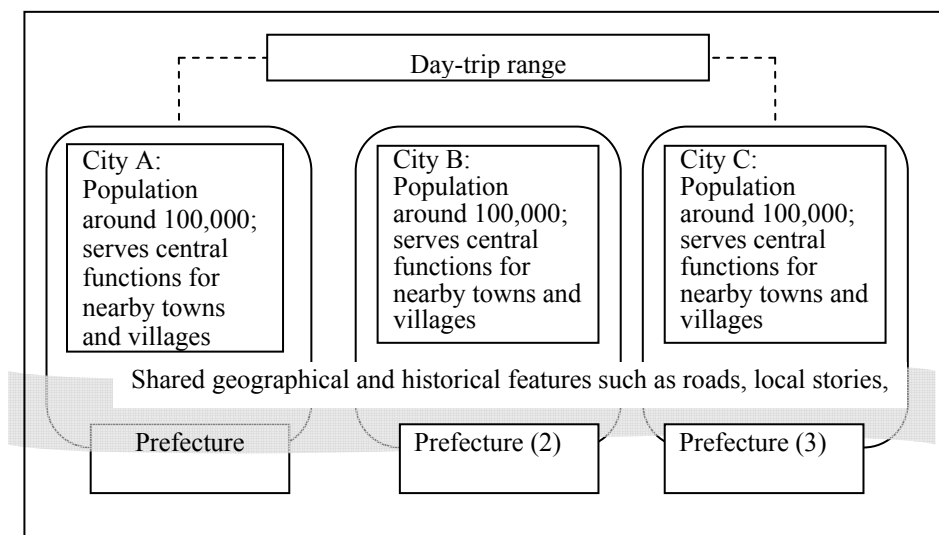 Day-trip range
City A:
Population
around 100,000;
serves central
functions for
nearby towns
and villages
City B:
Population
around 100,000;
serves central
functions for
nearby towns and
villages
City C:
Population
around 100,000;
serves central
functions for
nearby towns and
villages
Shared geographical and historical features such as roads, local stories,
Prefecture
Prefecture (2)
Prefecture (3)